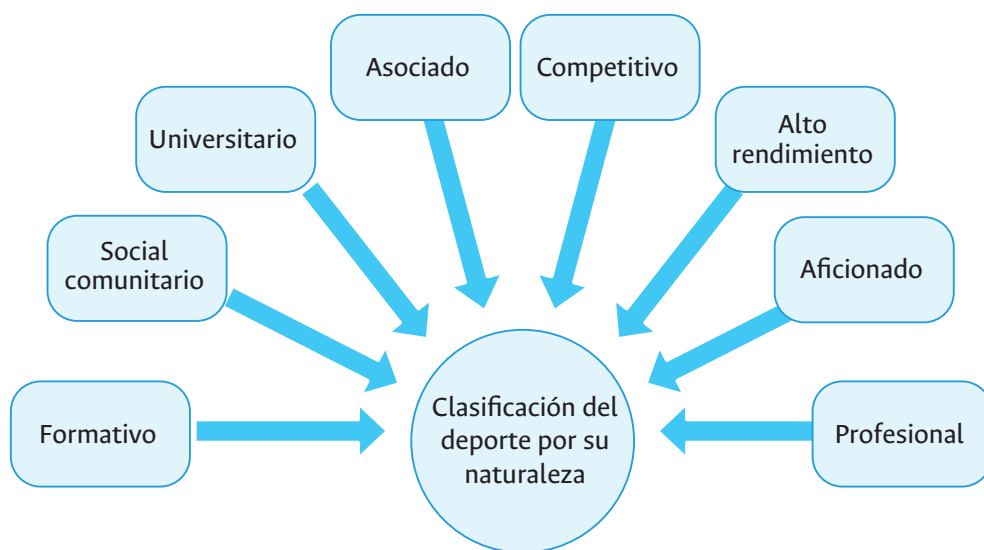 Asociado
Competitivo
Universitario
Alto
rendimiento
Social
comunitario
Aficionado
Formativo
Clasificación del
deporte por su
naturaleza
Profesional